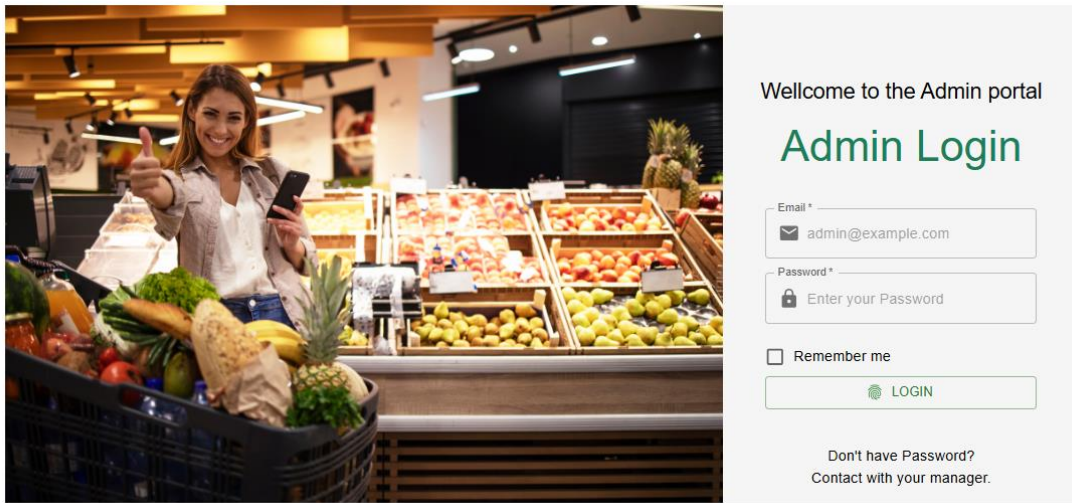 Wellcome to the Admin portal
Admin Login
Email *
admin@example.com
Password *
Enter your Password
Remember me
LOGIN
Don't have Password?
Contact with your manager.